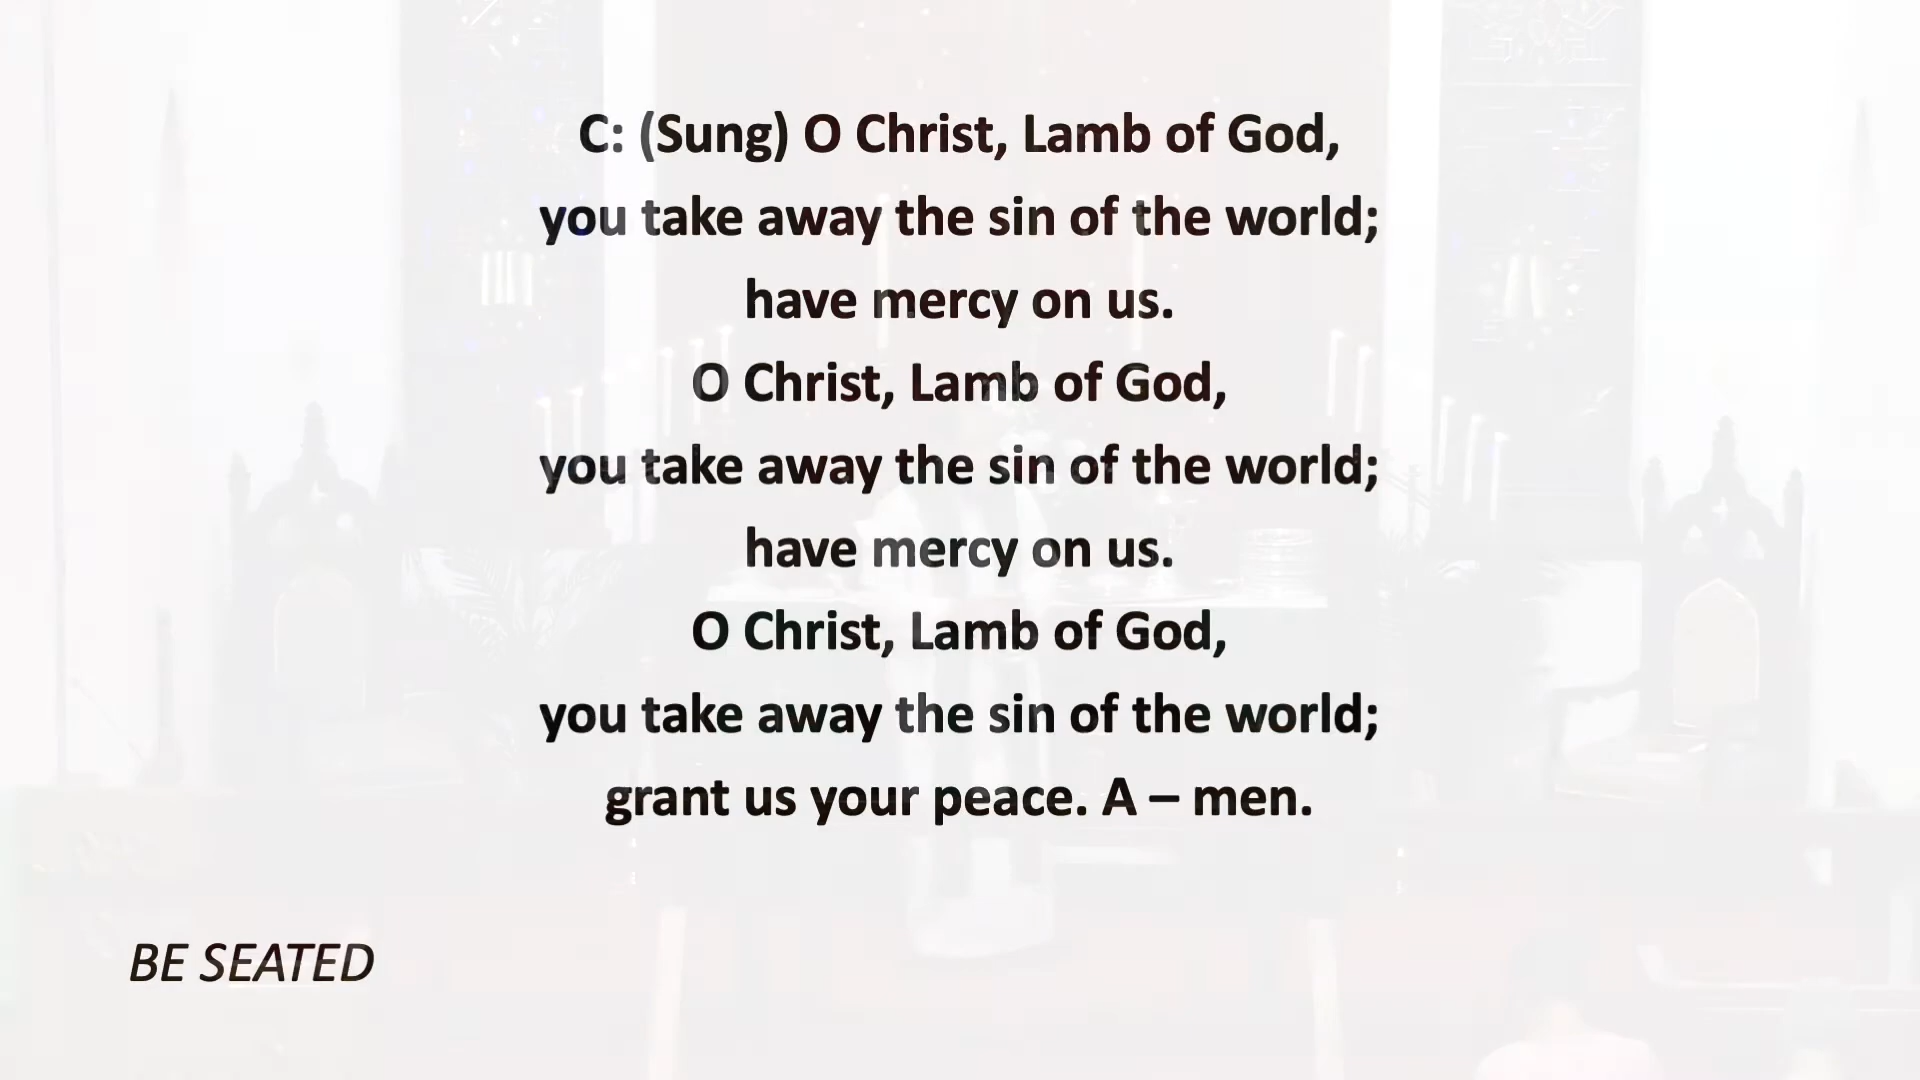 C: (Sung) O Christ, Lamb of God,
you take away the sin of the world;
have mercy on us.
O Christ, Lamb of God,
you take away the sin of the world;
have mercy on us.
O Christ, Lamb of God,
you take away the sin of the world;
grant us your peace. A – men.
BE SEATED